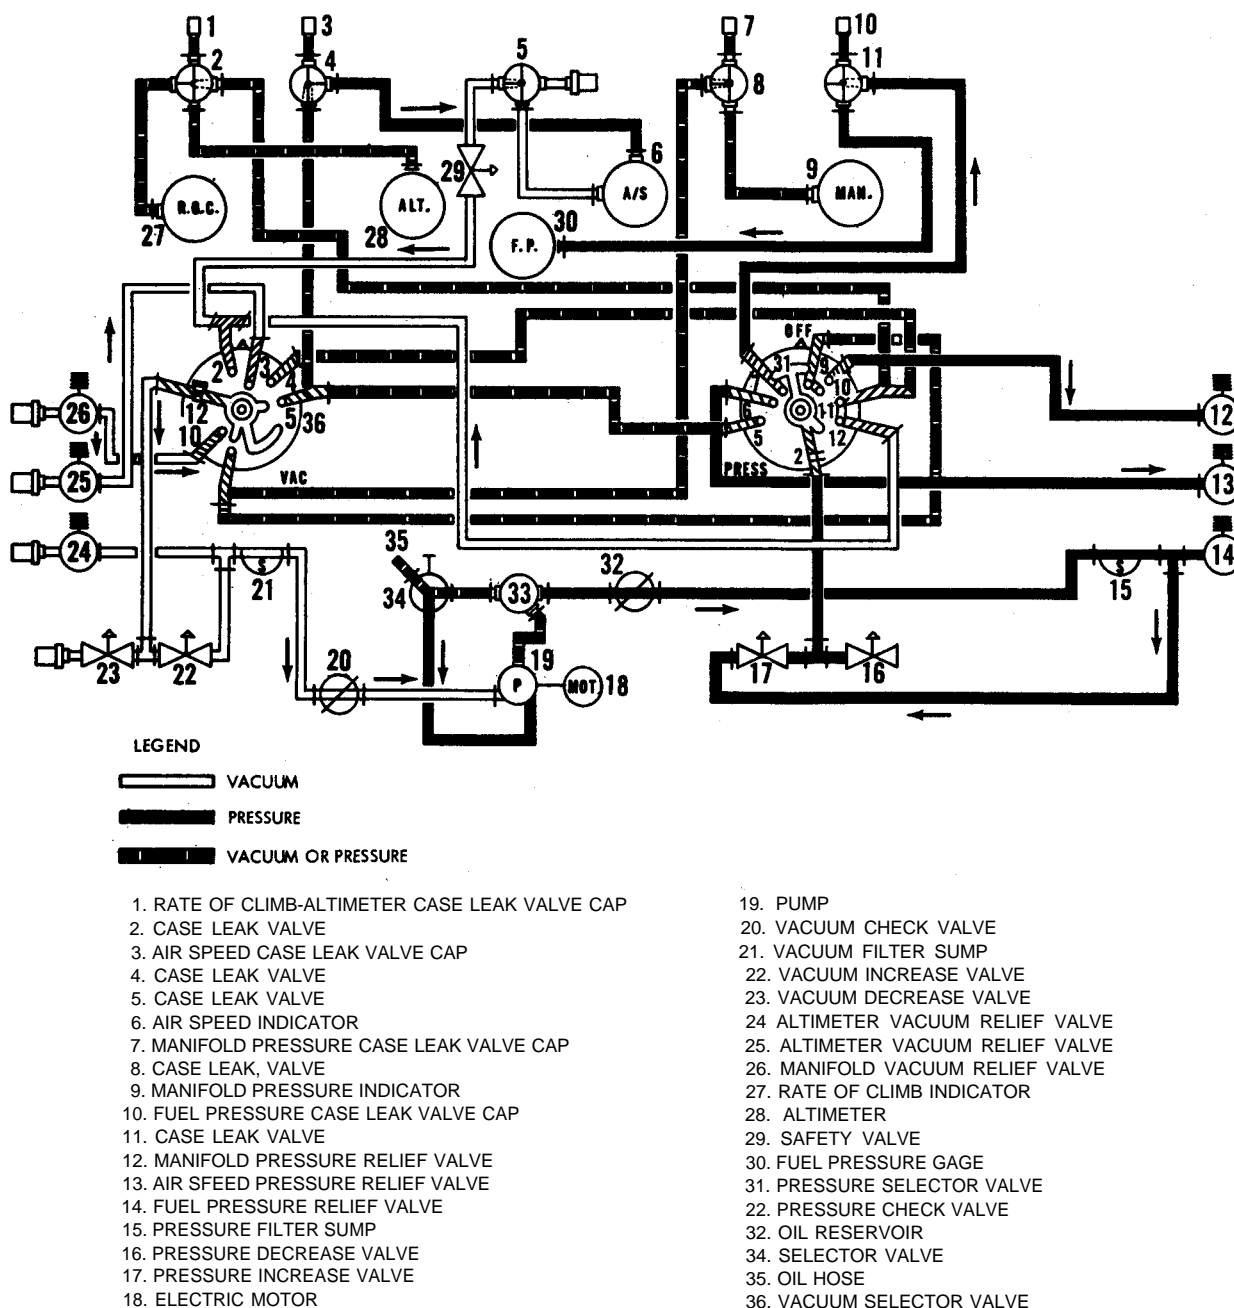 1
3
7
10
2
4
5
8
11
29
6
9
R.O.C.
ALT.
A/S
MAN.
27
28
30
F.P.
OFF
2
3
4
5
36
12
10
VAC
31
9
10
11
12
6
5
2
PRESS
26
25
24
12
13
14
35
34
33
32
S
21
S
15
23
22
20
19
P
MOT
18
17
16
LEGEND
VACUUM
PRESSURE
VACUUM OR PRESSURE
1. RATE OF CLIMB-ALTIMETER CASE LEAK VALVE CAP
2. CASE LEAK VALVE
3. AIR SPEED CASE LEAK VALVE CAP
4. CASE LEAK VALVE
5. CASE LEAK VALVE
6. AIR SPEED INDICATOR
7. MANIFOLD PRESSURE CASE LEAK VALVE CAP
8. CASE LEAK, VALVE
9. MANIFOLD PRESSURE INDICATOR
10. FUEL PRESSURE CASE LEAK VALVE CAP
11. CASE LEAK VALVE
12. MANIFOLD PRESSURE RELIEF VALVE
13. AIR SFEED PRESSURE RELIEF VALVE
14. FUEL PRESSURE RELIEF VALVE
15. PRESSURE FILTER SUMP
16. PRESSURE DECREASE VALVE
17. PRESSURE INCREASE VALVE
18. ELECTRIC MOTOR
19. PUMP
20. VACUUM CHECK VALVE
21. VACUUM FILTER SUMP
22. VACUUM INCREASE VALVE
23. VACUUM DECREASE VALVE
24 ALTIMETER VACUUM RELIEF VALVE
25. ALTIMETER VACUUM RELIEF VALVE
26. MANIFOLD VACUUM RELIEF VALVE
27. RATE OF CLIMB INDICATOR
28. ALTIMETER
29. SAFETY VALVE
30. FUEL PRESSURE GAGE
31. PRESSURE SELECTOR VALVE
22. PRESSURE CHECK VALVE
32. OIL RESERVOIR
34. SELECTOR VALVE
35. OIL HOSE
36. VACUUM SELECTOR VALVE